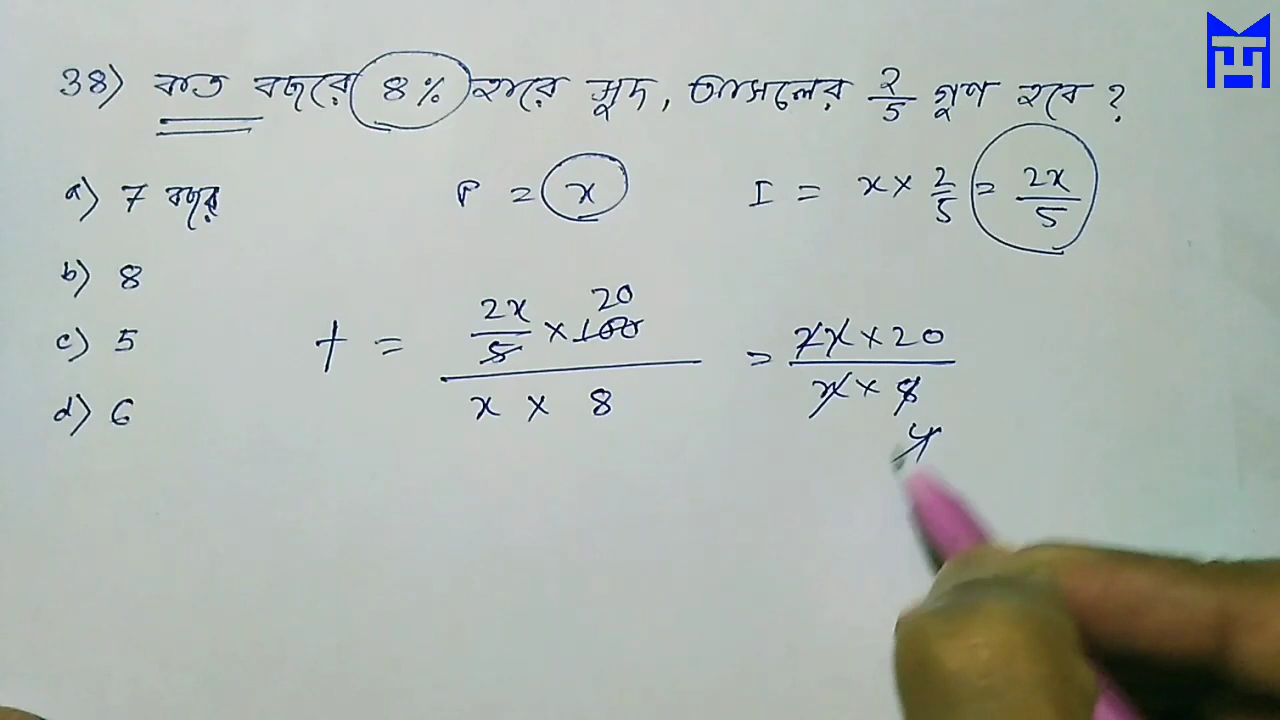 38) কত বছরে 8% হারে সুদ, আসলের 2/5 গুণ হবে ?
a) 7 বছর P = x I = x × 2/5 = 2x/5
b) 8
c) 5
d) 6
t = (2x/5 × 100 20) / (x × 8) = (2x × 20) / (x × 8) 4